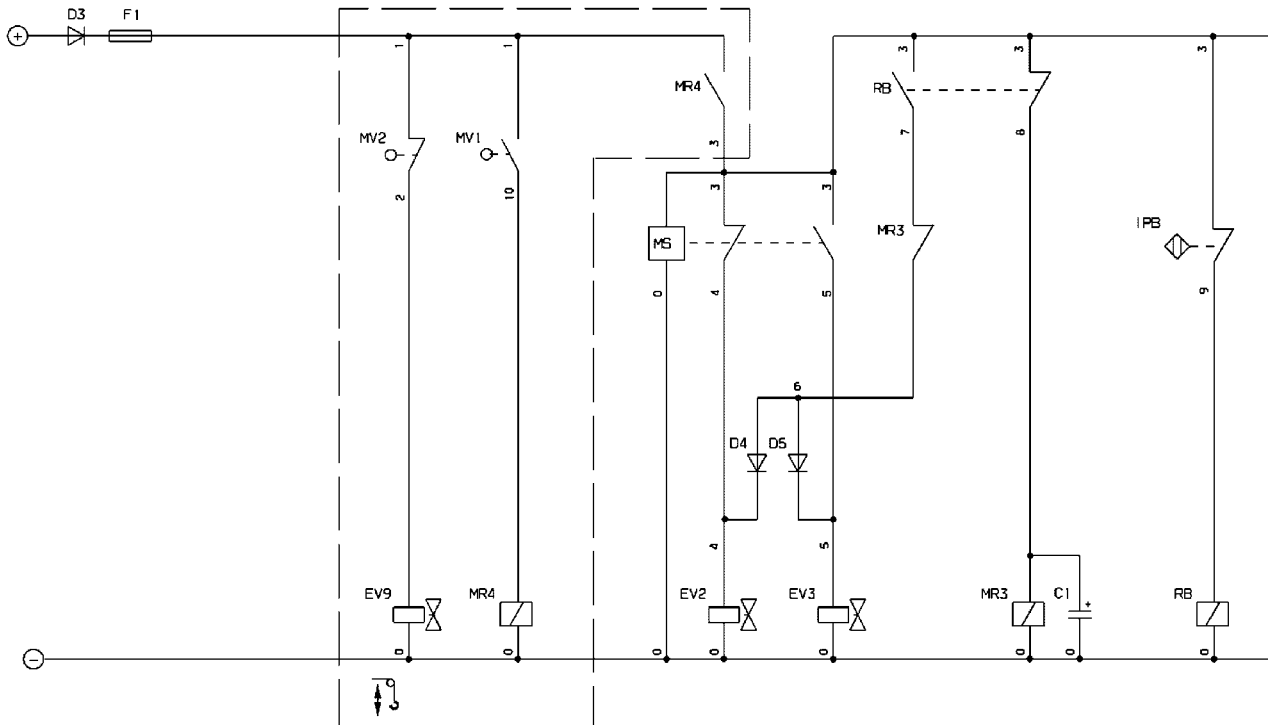 D3 F1
+
1 1 3 3 3
MR4 RB
MV2 MV1
3 7 8
2 10 3 3
MS MR3 IPB
0 4 5 9
6
D4 D5
4 5
EV9 MR4 EV2 EV3 MR3 C1 + RB
0 0 0 0 0 0 0 0
−